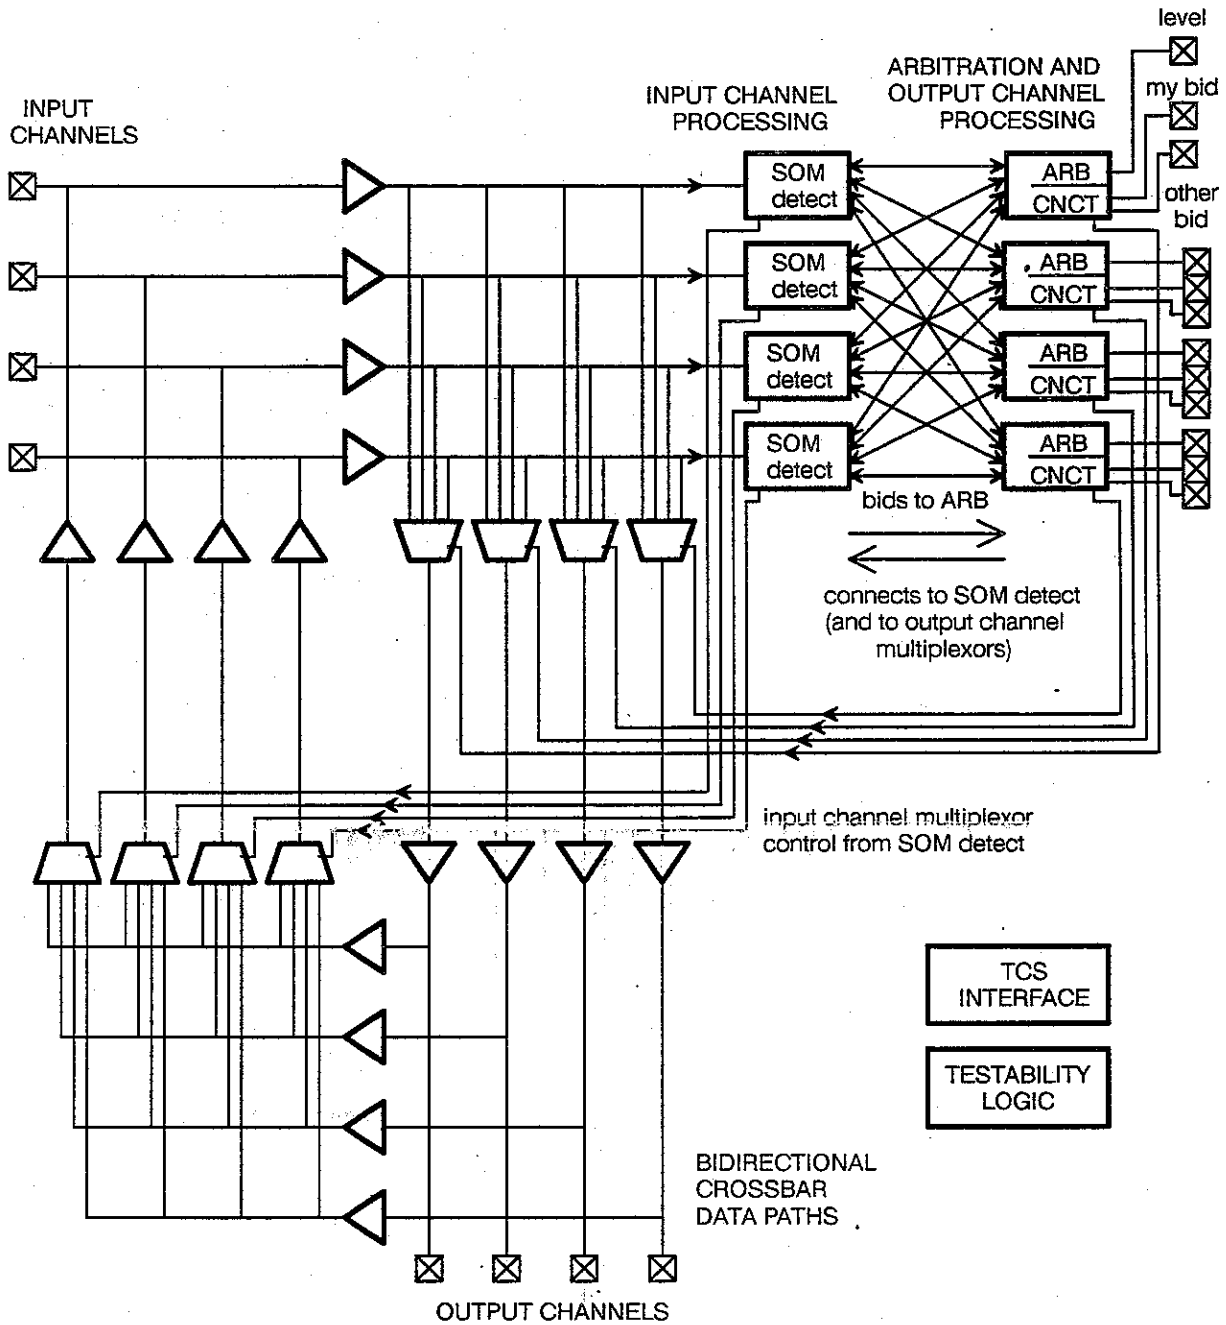 level
INPUT CHANNEL
PROCESSING
ARBITRATION AND
OUTPUT CHANNEL
PROCESSING
my bid
INPUT
CHANNELS
SOM
detect
ARB
CNCT
other
bid
SOM
detect
ARB
CNCT
SOM
detect
ARB
CNCT
SOM
detect
ARB
CNCT
bids to ARB
connects to SOM detect
(and to output channel
multiplexors)
input channel multiplexor
control from SOM detect
TCS
INTERFACE
TESTABILITY
LOGIC
BIDIRECTIONAL
CROSSBAR
DATA PATHS
OUTPUT CHANNELS